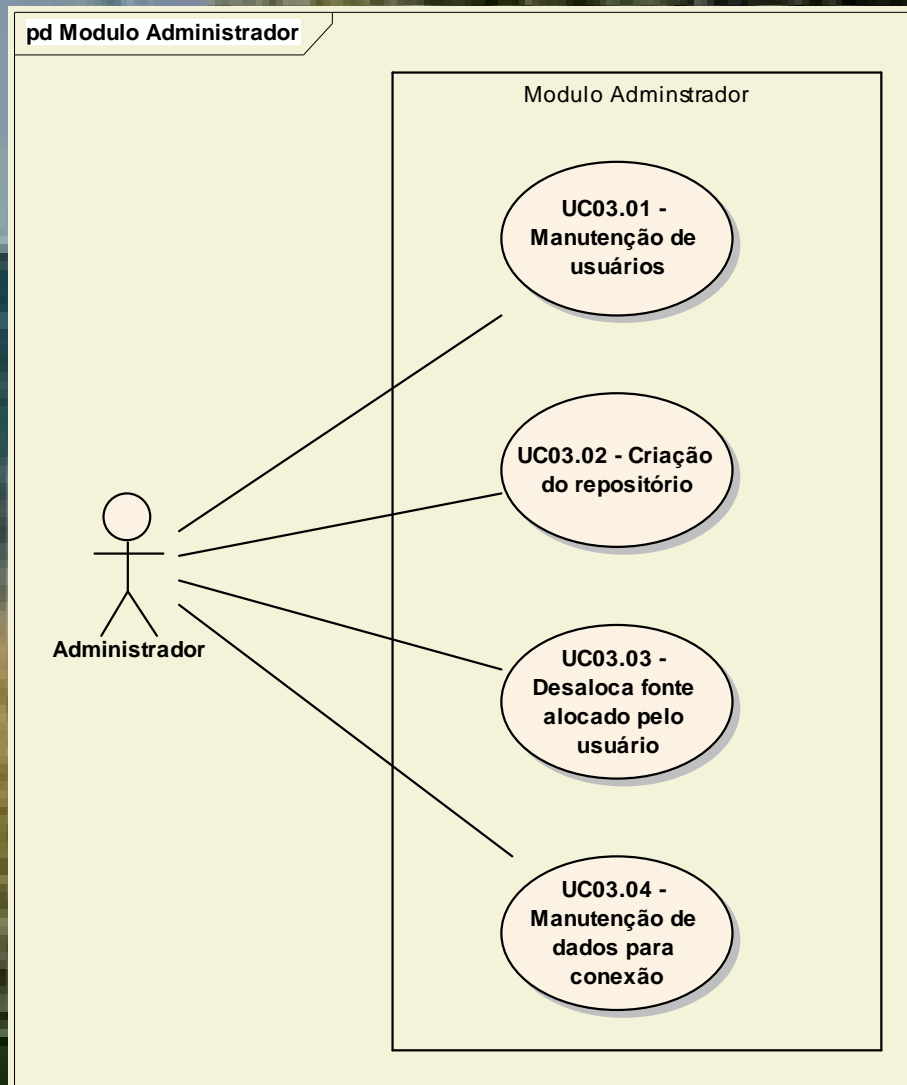 pd Modulo Administrador
Modulo Adminstrador
UC03.01 -
Manutenção de
usuários
UC03.02 - Criação
do repositório
Administrador
UC03.03 -
Desaloca fonte
alocado pelo
usuário
UC03.04 -
Manutenção de
dados para
conexão